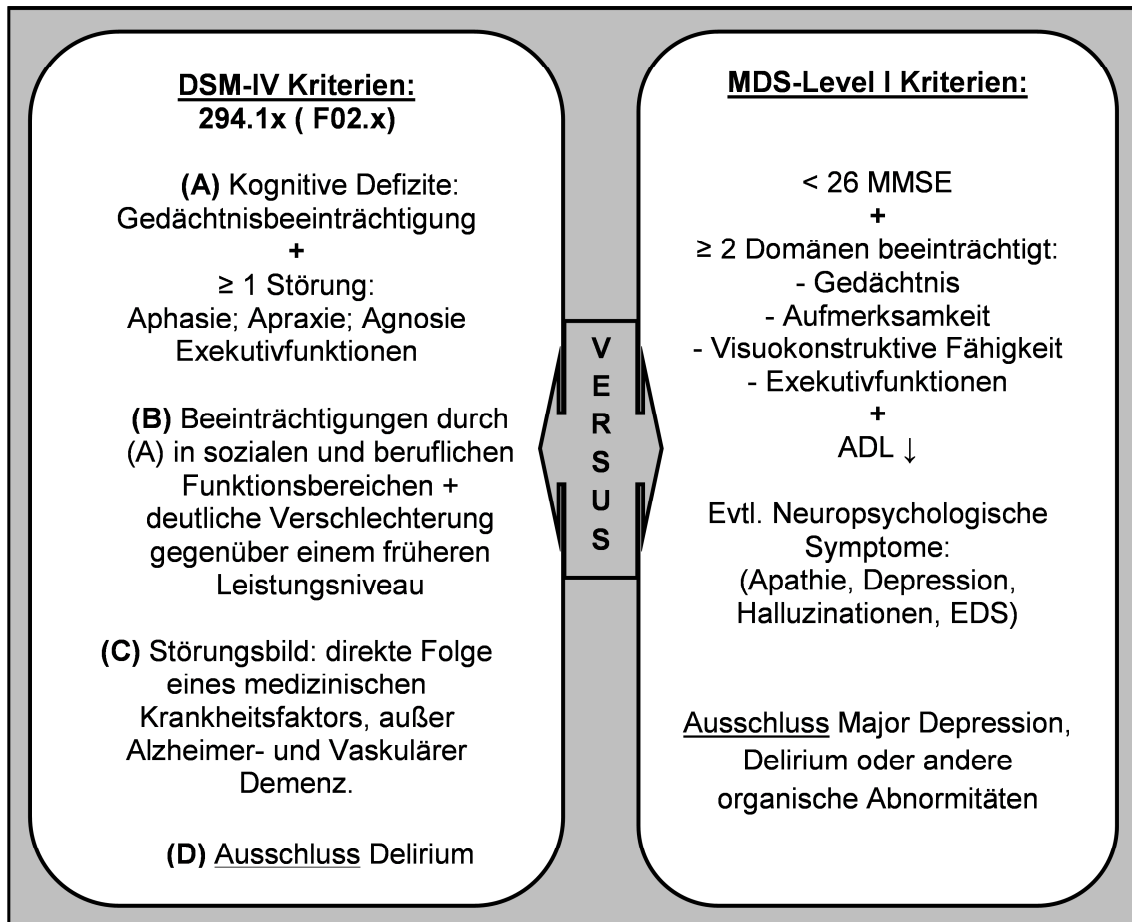 DSM-IV Kriterien:
294.1x ( F02.x)
(A) Kognitive Defizite:
Gedächtnisbeeinträchtigung
+
≥ 1 Störung:
Aphasie; Apraxie; Agnosie
Exekutivfunktionen
(B) Beeinträchtigungen durch
(A) in sozialen und beruflichen
Funktionsbereichen +
deutliche Verschlechterung
gegenüber einem früheren
Leistungsniveau
(C) Störungsbild: direkte Folge
eines medizinischen
Krankheitsfaktors, außer
Alzheimer- und Vaskulärer
Demenz.
(D) Ausschluss Delirium
V
E
R
S
U
S
MDS-Level I Kriterien:
< 26 MMSE
+
≥ 2 Domänen beeinträchtigt:
- Gedächtnis
- Aufmerksamkeit
- Visuokonstruktive Fähigkeit
- Exekutivfunktionen
+
ADL ↓
Evtl. Neuropsychologische
Symptome:
(Apathie, Depression,
Halluzinationen, EDS)
Ausschluss Major Depression,
Delirium oder andere
organische Abnormitäten